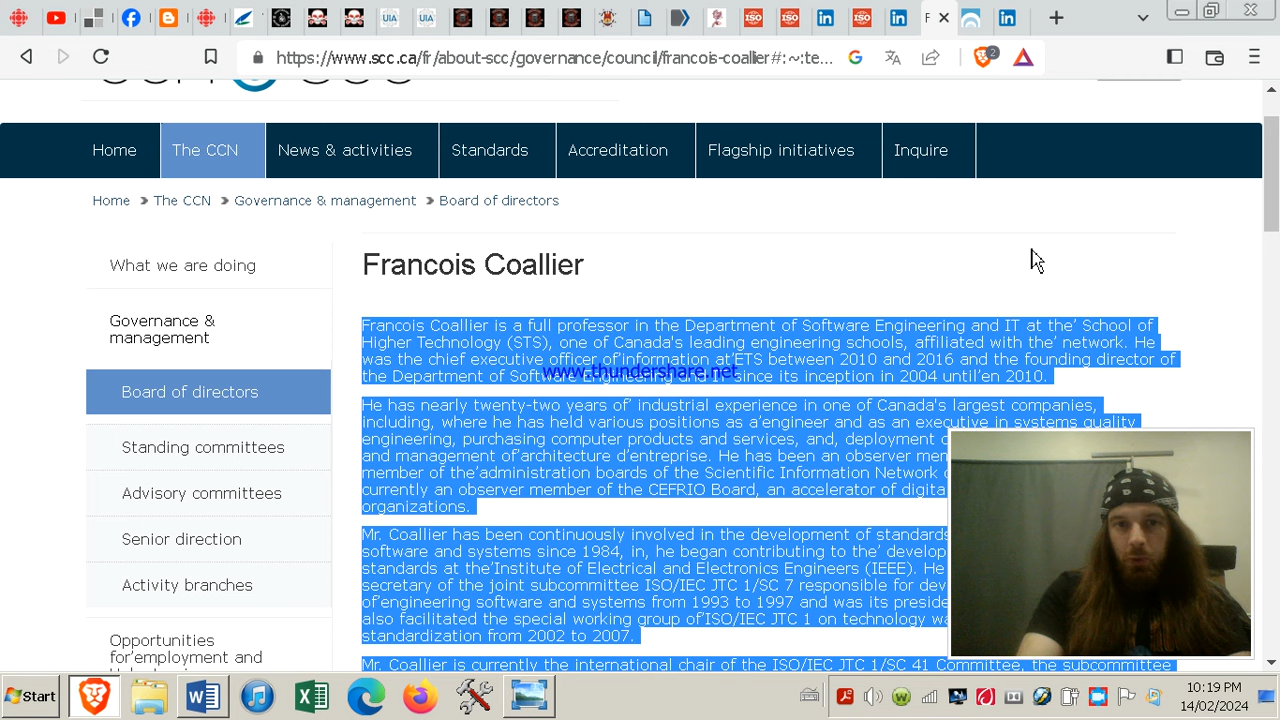 https://www.scc.ca/fr/about-scc/governance/council/francois-coallier#:~:te...
2
Home
The CCN
News & activities
Standards
Accreditation
Flagship initiatives
Inquire
Home » The CCN » Governance & management » Board of directors
What we are doing
Governance &
management
Board of directors
Standing committees
Advisory committees
Senior direction
Activity branches
Opportunities
for'employment and
Francois Coallier
Francois Coallier is a full professor in the Department of Software Engineering and IT at the' School of
Higher Technology (STS), one of Canada's leading engineering schools, affiliated with the' network. He
was the chief executive officer of'information at'ETS between 2010 and 2016 and the founding director of
the Department of Software Engineering and IT since its inception in 2004 until'en 2010.
www.thundershare.net
He has nearly twenty-two years of' industrial experience in one of Canada's largest companies,
including, where he has held various positions as a'engineer and as an executive in systems quality
engineering, purchasing computer products and services, and, deployment
and management of'architecture d'entreprise. He has been an observer
member of the'administration boards of the Scientific Information Network
currently an observer member of the CEFRIO Board, an accelerator of digital
organizations.
Mr. Coallier has been continuously involved in the development of standards
software and systems since 1984, in, he began contributing to the'
standards at the'Institute of Electrical and Electronics Engineers (IEEE). He
secretary of the joint subcommittee ISO/IEC JTC 1/SC 7 responsible for
of'engineering software and systems from 1993 to 1997 and was its
also facilitated the special working group of'ISO/IEC JTC 1 on technology
standardization from 2002 to 2007.
Mr. Coallier is currently the international chair of the ISO/IEC JTC 1/SC 41 Committee, the subcommittee
Start
10:19 PM
14/02/2024